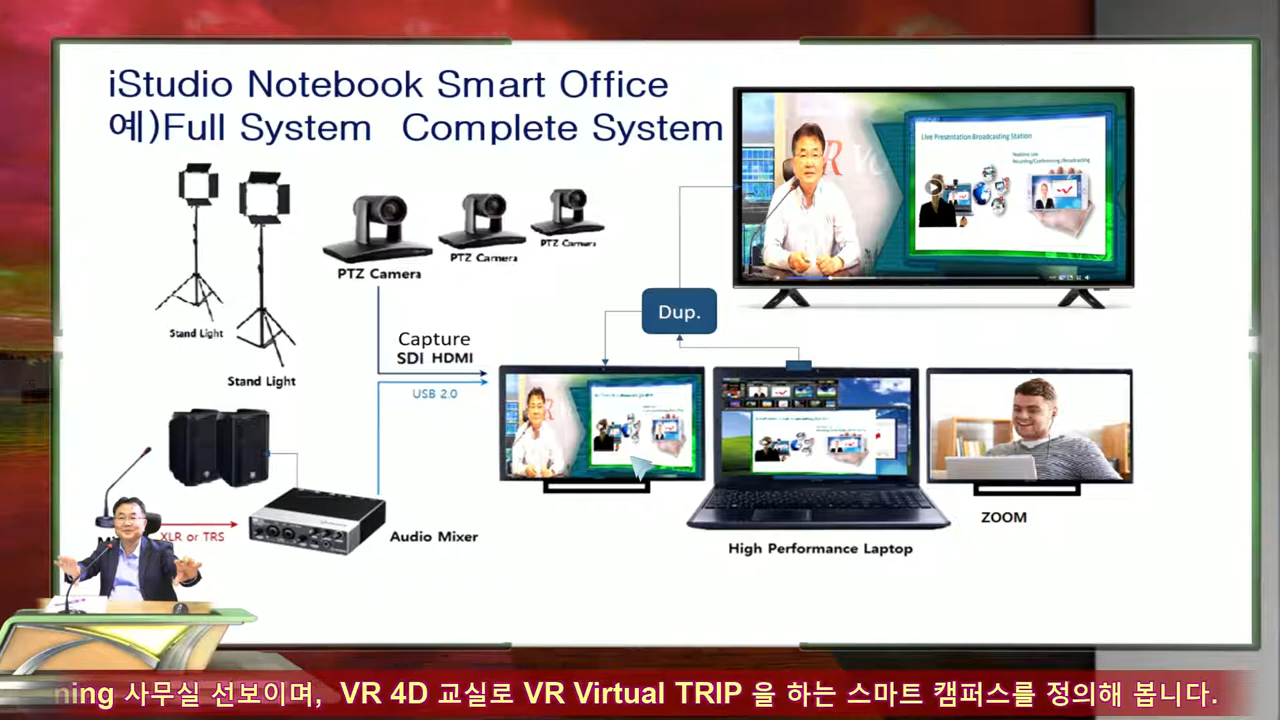 iStudio Notebook Smart Office
예)Full System Complete System
Live Presentation Broadcasting Station
PTZ Camera
PTZ Camera
PTZ Camera
Stand Light
Stand Light
Dup.
Capture
SDI HDMI
USB 2.0
XLR or TRS
Audio Mixer
ZOOM
High Performance Laptop
ning 사무실 선보이며, VR 4D 교실로 VR Virtual TRIP 을 하는 스마트 캠퍼스를 정의해 봅니다.